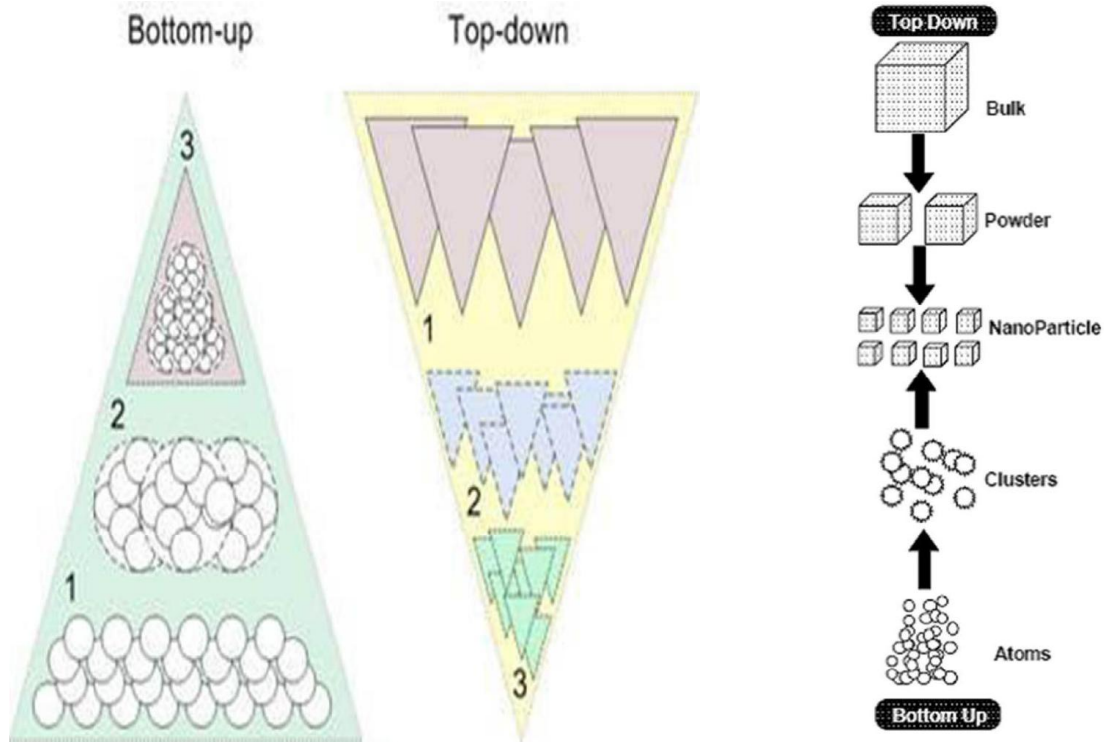 Bottom-up
3
2
1
Top-down
1
2
3
Top Down
Bulk
Powder
NanoParticle
Clusters
Atoms
Bottom Up